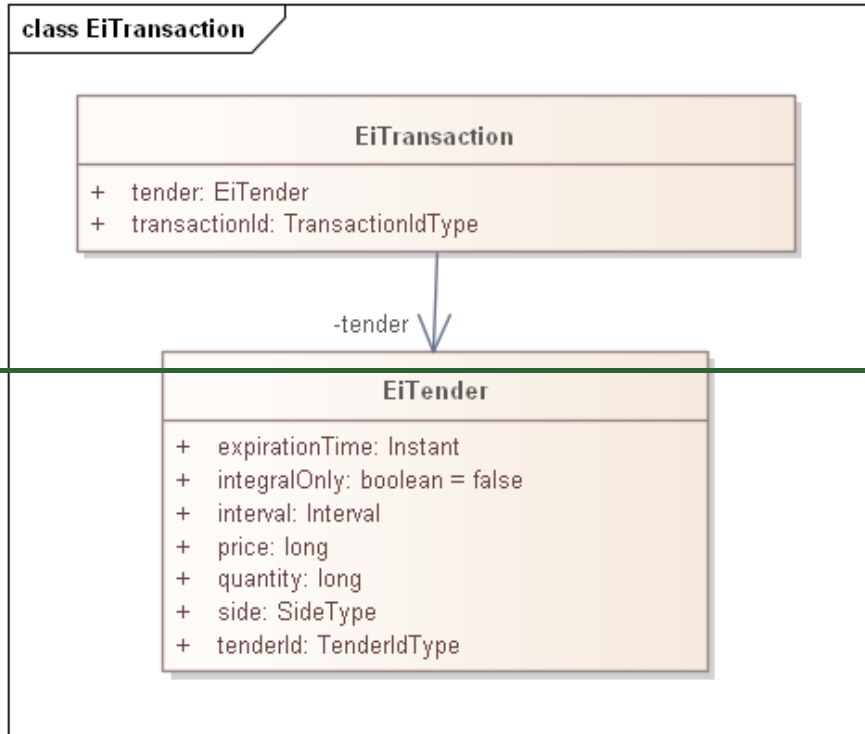 class EiTransaction
EiTransaction
+ tender: EiTender
+ transactionId: TransactionIdType
-tender
EiTender
+ expirationTime: Instant
+ integralOnly: boolean = false
+ interval: Interval
+ price: long
+ quantity: long
+ side: SideType
+ tenderId: TenderIdType